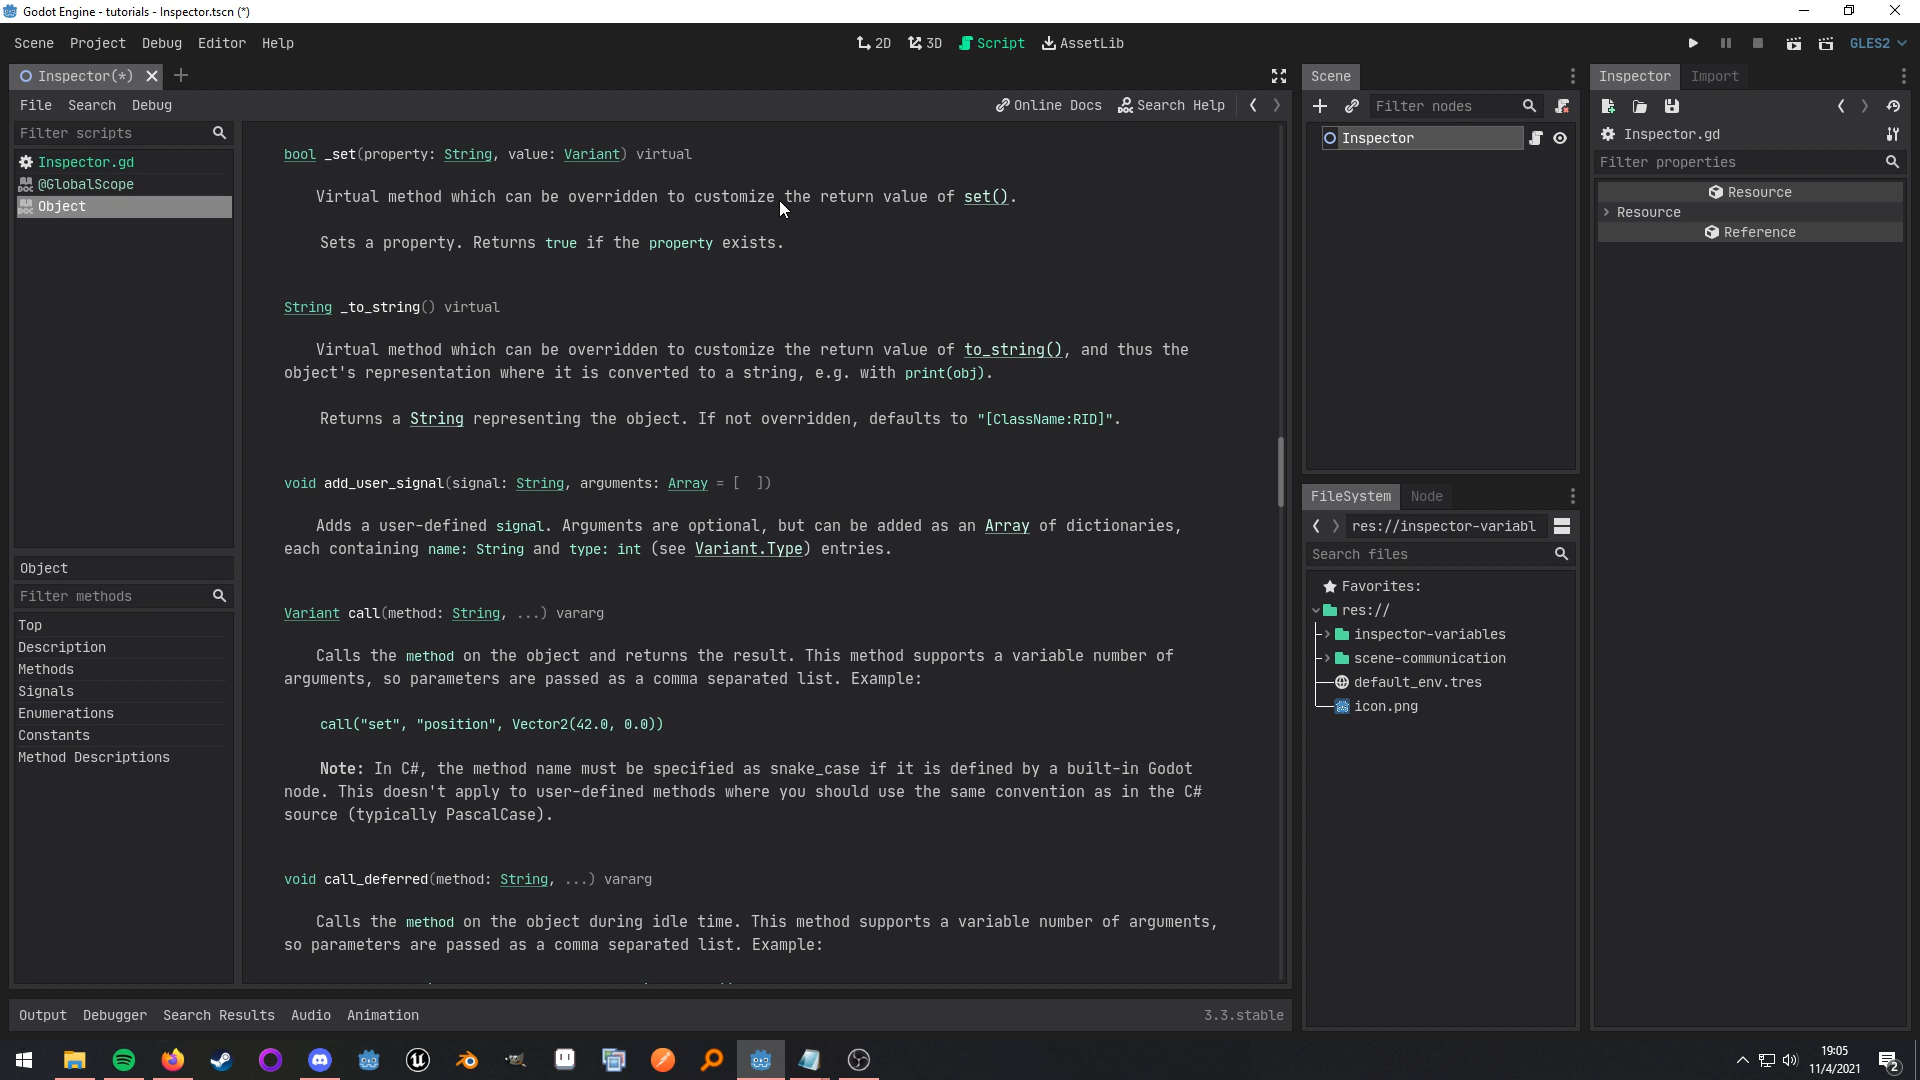 Godot Engine - tutorials - Inspector.tscn (*)
Scene Project Debug Editor Help
2D 3D Script AssetLib
GLES2
Inspector(*)
File Search Debug
Online Docs Search Help
Filter scripts
Inspector.gd
@GlobalScope
Object
Object
Filter methods
Top
Description
Methods
Signals
Enumerations
Constants
Method Descriptions
bool _set(property: String, value: Variant) virtual
Virtual method which can be overridden to customize the return value of set().
Sets a property. Returns true if the property exists.
String _to_string() virtual
Virtual method which can be overridden to customize the return value of to_string(), and thus the
object's representation where it is converted to a string, e.g. with print(obj).
Returns a String representing the object. If not overridden, defaults to "[ClassName:RID]".
void add_user_signal(signal: String, arguments: Array = [ ])
Adds a user-defined signal. Arguments are optional, but can be added as an Array of dictionaries,
each containing name: String and type: int (see Variant.Type) entries.
Variant call(method: String, ...) vararg
Calls the method on the object and returns the result. This method supports a variable number of
arguments, so parameters are passed as a comma separated list. Example:
call("set", "position", Vector2(42.0, 0.0))
Note: In C#, the method name must be specified as snake_case if it is defined by a built-in Godot
node. This doesn't apply to user-defined methods where you should use the same convention as in the C#
source (typically PascalCase).
void call_deferred(method: String, ...) vararg
Calls the method on the object during idle time. This method supports a variable number of arguments,
so parameters are passed as a comma separated list. Example:
Output Debugger Search Results Audio Animation
3.3.stable
Scene
Filter nodes
Inspector
FileSystem Node
res://inspector-variabl
Search files
Favorites:
res://
inspector-variables
scene-communication
default_env.tres
icon.png
Inspector Import
Inspector.gd
Filter properties
Resource
Resource
Reference
19:05
11/4/2021
2